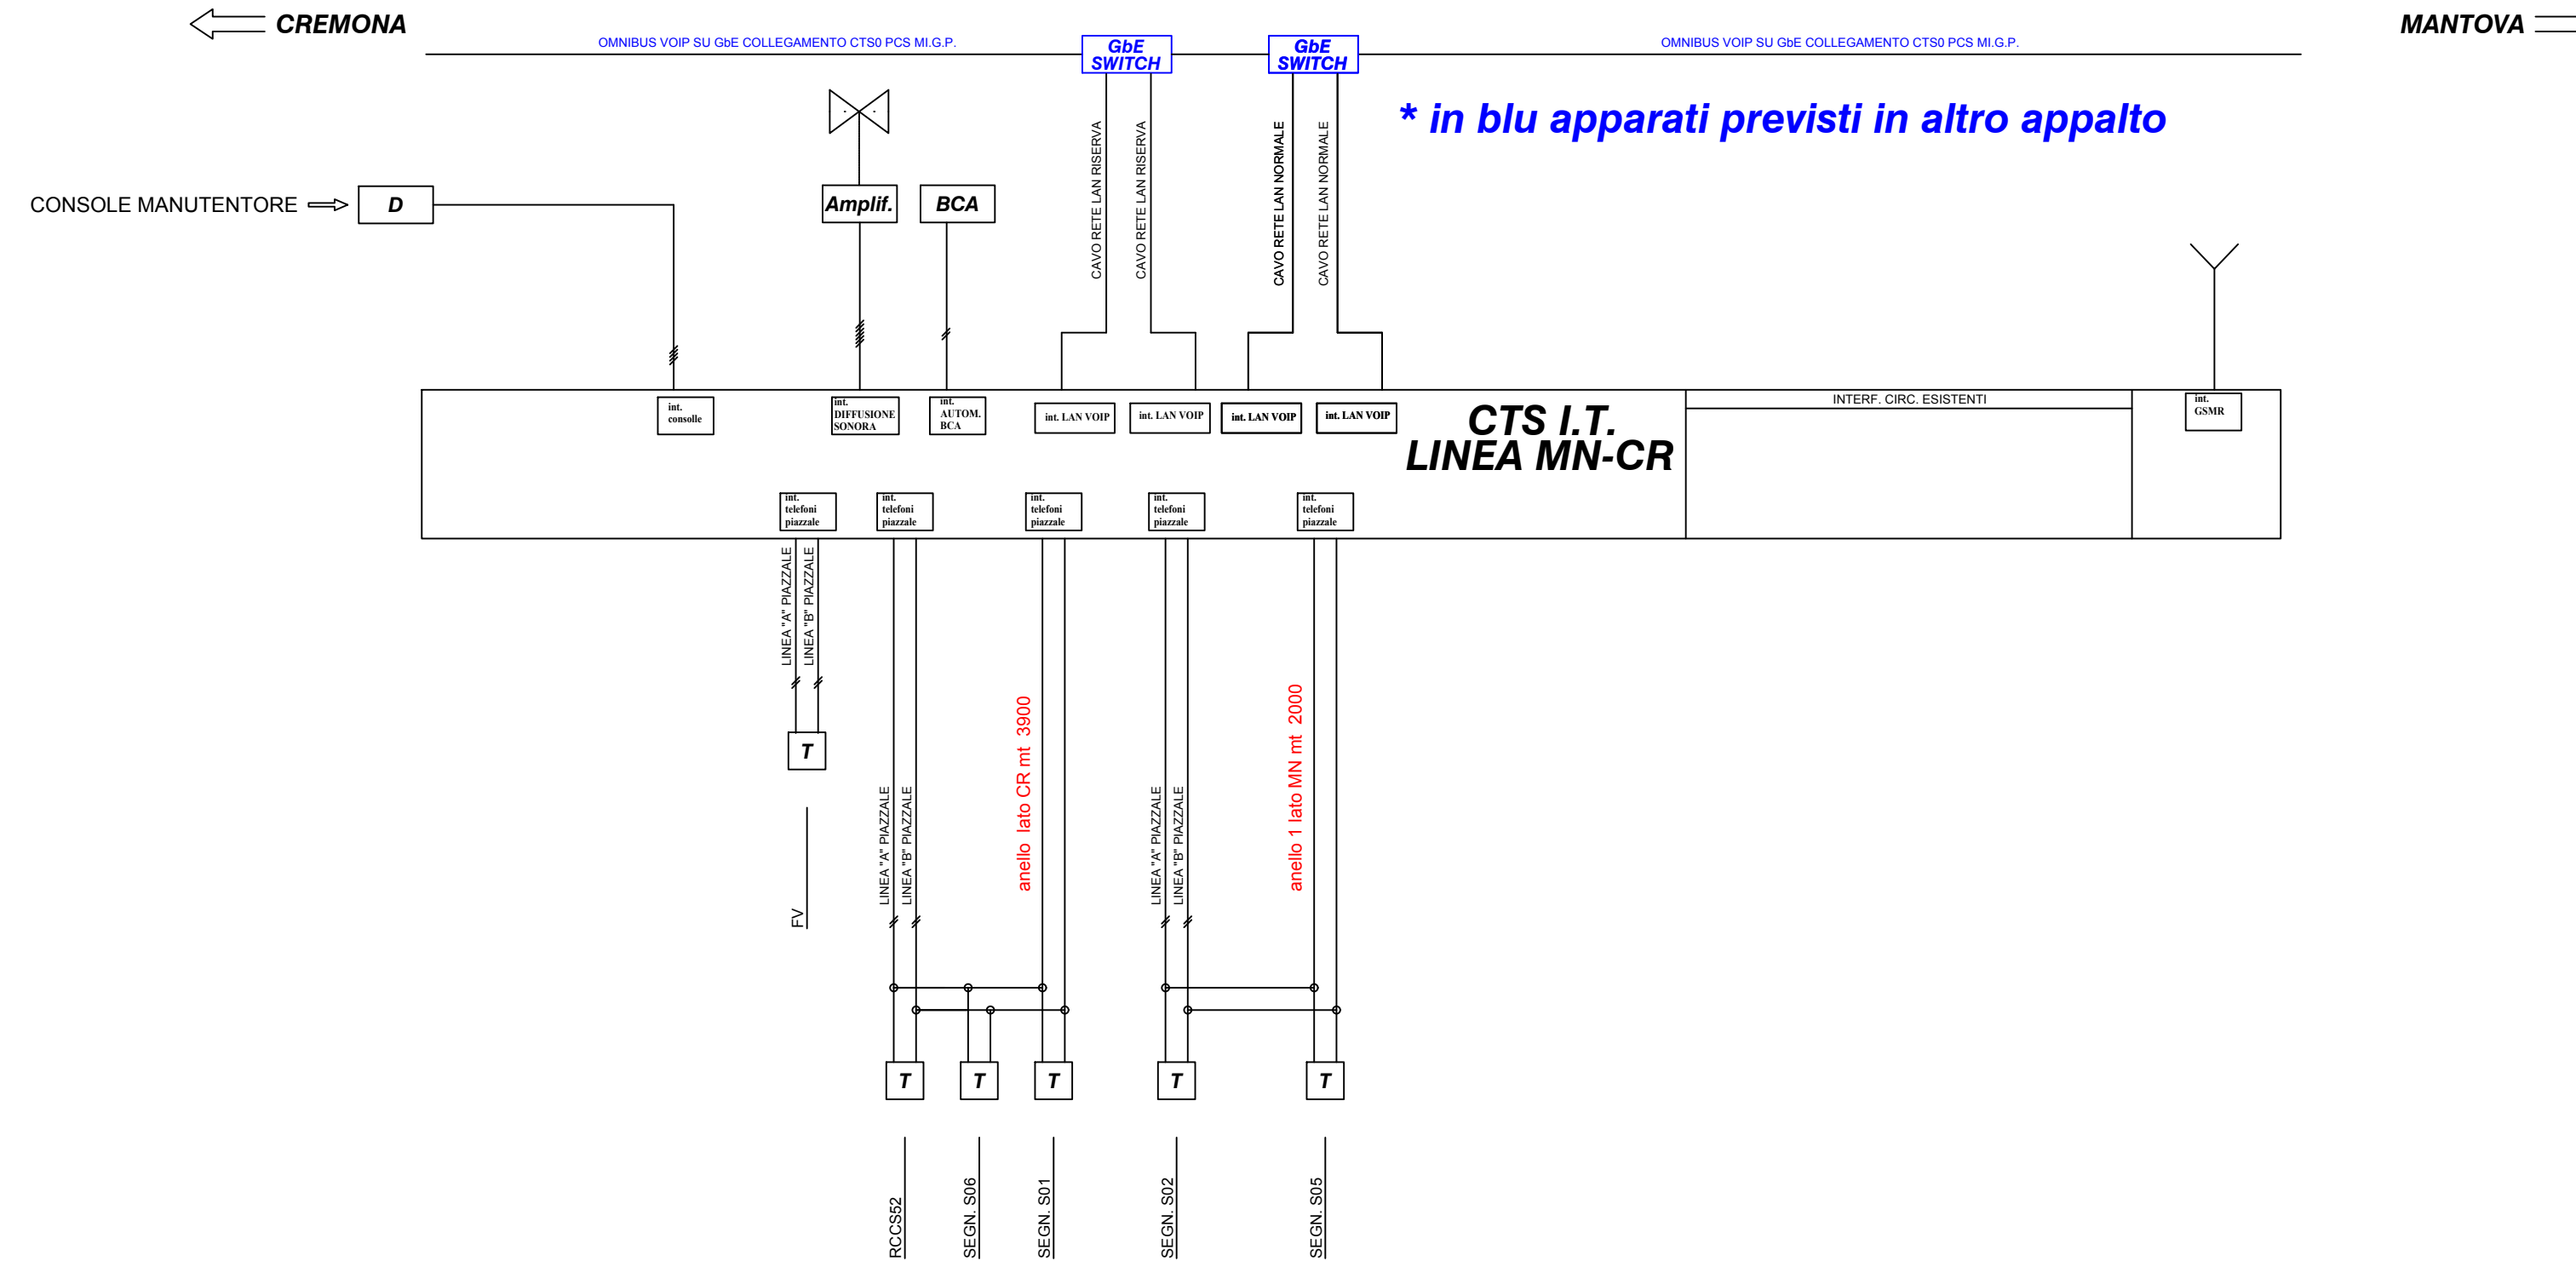 CREMONA
MANTOVA
OMNIBUS VOIP SU GbE COLLEGAMENTO CTS0 PCS MI.G.P.
GbE
SWITCH
GbE
SWITCH
OMNIBUS VOIP SU GbE COLLEGAMENTO CTS0 PCS MI.G.P.
* in blu apparati previsti in altro appalto
CONSOLE MANUTENTORE
D
Amplif.
BCA
CAVO RETE LAN RISERVA
CAVO RETE LAN RISERVA
CAVO RETE LAN NORMALE
CAVO RETE LAN NORMALE
int.
consolle
int.
DIFFUSIONE
SONORA
int.
AUTOM.
BCA
int. LAN VOIP
int. LAN VOIP
int. LAN VOIP
int. LAN VOIP
CTS I.T.
LINEA MN-CR
INTERF. CIRC. ESISTENTI
int.
GSMR
int.
telefoni
piazzale
int.
telefoni
piazzale
int.
telefoni
piazzale
int.
telefoni
piazzale
int.
telefoni
piazzale
LINEA "A" PIAZZALE
LINEA "B" PIAZZALE
T
FV
LINEA "A" PIAZZALE
LINEA "B" PIAZZALE
anello lato CR mt 3900
LINEA "A" PIAZZALE
LINEA "B" PIAZZALE
anello 1 lato MN mt 2000
T
T
T
T
T
RCCS52
SEGN. S06
SEGN. S01
SEGN. S02
SEGN. S05